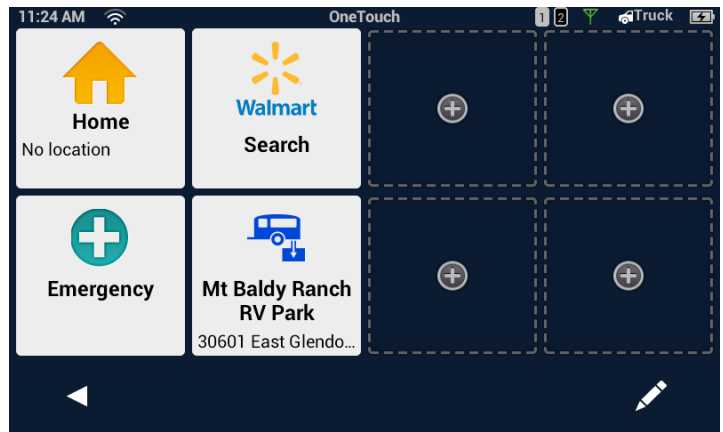 11:24 AM OneTouch 1 2 Truck
Home
No location
Walmart
Search
Emergency
Mt Baldy Ranch
RV Park
30601 East Glendo...